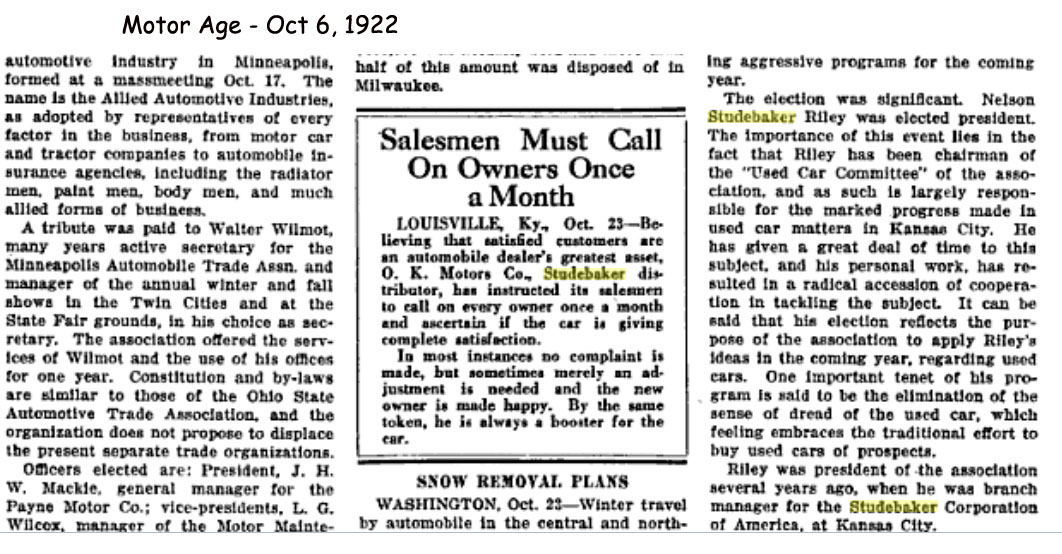 Motor Age - Oct 6, 1922
automotive industry in Minneapolis,
formed at a massmeeting Oct. 17. The
name is the Allied Automotive Industries,
as adopted by representatives of every
factor in the business, from motor car
and tractor companies to automobile in-
surance agencies, including the radiator
men, paint men, body men, and much
allied forms of business.
A tribute was paid to Walter Wilmot,
many years active secretary for the
Minneapolis Automobile Trade Assn. and
manager of the annual winter and fall
shows in the Twin Cities and at the
State Fair grounds, in his choice as sec-
retary. The association offered the serv-
ices of Wilmot and the use of his offices
for one year. Constitution and by-laws
are similar to those of the Ohio State
Automotive Trade Association, and the
organization does not propose to displace
the present separate trade organizations.
Officers elected are: President, J. H.
W. Mackie, general manager for the
Payne Motor Co.; vice-presidents, L. G.
Wilcox, manager of the Motor Mainte-
half of this amount was disposed of in
Milwaukee.
Salesmen Must Call
On Owners Once
a Month
LOUISVILLE, Ky., Oct. 23—Be-
lieving that satisfied customers are
an automobile dealer's greatest asset,
O. K. Motors Co., Studebaker dis-
tributor, has instructed its salesmen
to call on every owner once a month
and ascertain if the car is giving
complete satisfaction.
In most instances no complaint is
made, but sometimes merely an ad-
justment is needed and the new
owner is made happy. By the same
token, he is always a booster for the
car.
SNOW REMOVAL PLANS
WASHINGTON, Oct. 23—Winter travel
by automobile in the central and north-
ing aggressive programs for the coming
year.
The election was significant. Nelson
Studebaker Riley was elected president.
The importance of this event lies in the
fact that Riley has been chairman of
the "Used Car Committee" of the asso-
ciation, and as such is largely respon-
sible for the marked progress made in
used car matters in Kansas City. He
has given a great deal of time to this
subject, and his personal work, has re-
sulted in a radical accession of coopera-
tion in tackling the subject. It can be
said that his election reflects the pur-
pose of the association to apply Riley's
ideas in the coming year, regarding used
cars. One important tenet of his pro-
gram is said to be the elimination of the
sense of dread of the used car, which
feeling embraces the traditional effort to
buy used cars of prospects.
Riley was president of the association
several years ago, when he was branch
manager for the Studebaker Corporation
of America, at Kansas City.